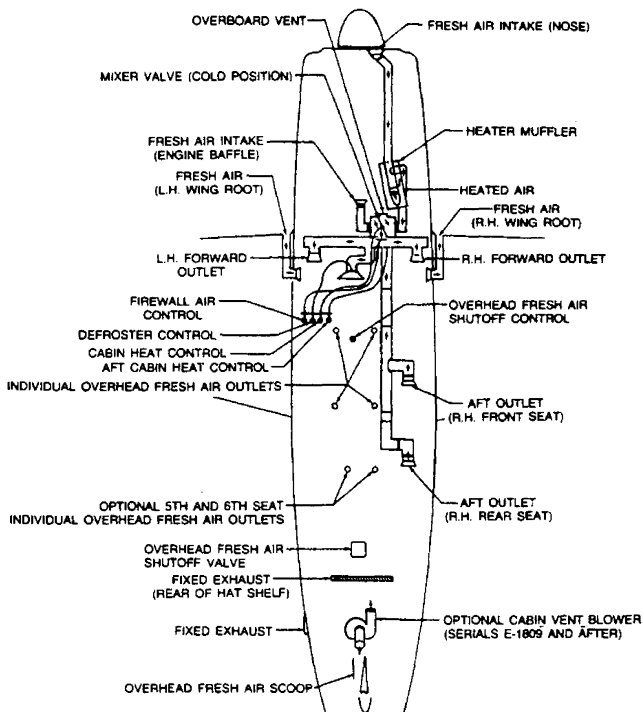 OVERBOARD VENT
FRESH AIR INTAKE (NOSE)
MIXER VALVE (COLD POSITION)
HEATER MUFFLER
FRESH AIR INTAKE
(ENGINE BAFFLE)
FRESH AIR
(L.H. WING ROOT)
HEATED AIR
FRESH AIR
(R.H. WING ROOT)
L.H. FORWARD
OUTLET
R.H. FORWARD OUTLET
FIREWALL AIR
CONTROL
DEFROSTER CONTROL
CABIN HEAT CONTROL
AFT CABIN HEAT CONTROL
OVERHEAD FRESH AIR
SHUTOFF CONTROL
INDIVIDUAL OVERHEAD FRESH AIR OUTLETS
AFT OUTLET
(R.H. FRONT SEAT)
OPTIONAL 5TH AND 6TH SEAT
INDIVIDUAL OVERHEAD FRESH AIR OUTLETS
AFT OUTLET
(R.H. REAR SEAT)
OVERHEAD FRESH AIR
SHUTOFF VALVE
FIXED EXHAUST
(REAR OF HAT SHELF)
FIXED EXHAUST
OPTIONAL CABIN VENT BLOWER
(SERIALS E-1809 AND AFTER)
OVERHEAD FRESH AIR SCOOP